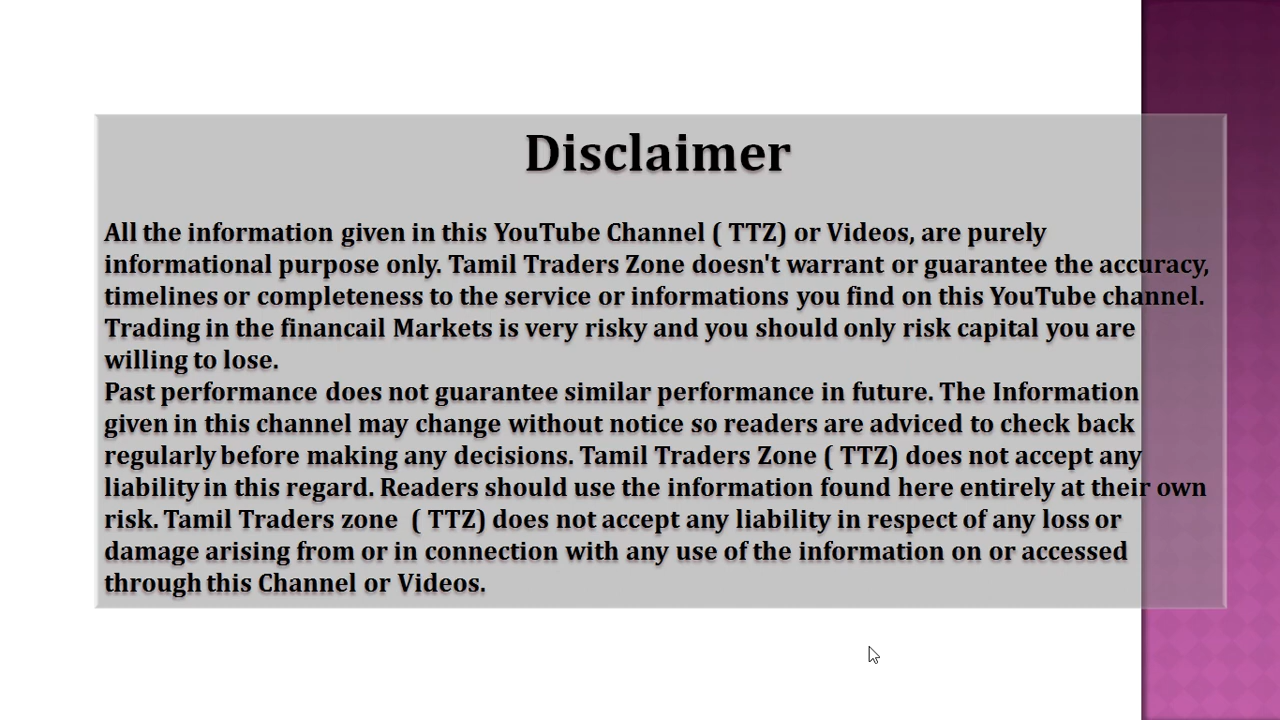 Disclaimer
All the information given in this YouTube Channel ( TTZ) or Videos, are purely
informational purpose only. Tamil Traders Zone doesn't warrant or guarantee the accuracy,
timelines or completeness to the service or informations you find on this YouTube channel.
Trading in the financail Markets is very risky and you should only risk capital you are
willing to lose.
Past performance does not guarantee similar performance in future. The Information
given in this channel may change without notice so readers are adviced to check back
regularly before making any decisions. Tamil Traders Zone ( TTZ) does not accept any
liability in this regard. Readers should use the information found here entirely at their own
risk. Tamil Traders zone  ( TTZ) does not accept any liability in respect of any loss or
damage arising from or in connection with any use of the information on or accessed
through this Channel or Videos.